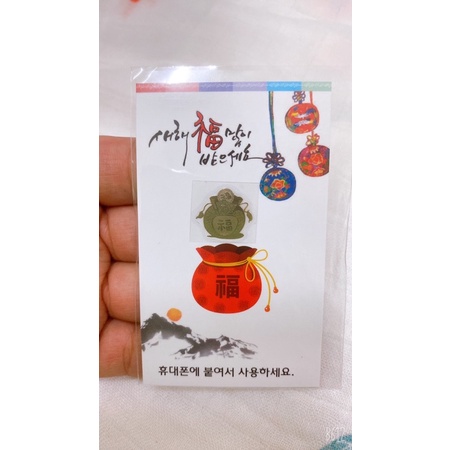 새해 福 많이
받으세요
福
휴대폰에 붙여서 사용하세요.